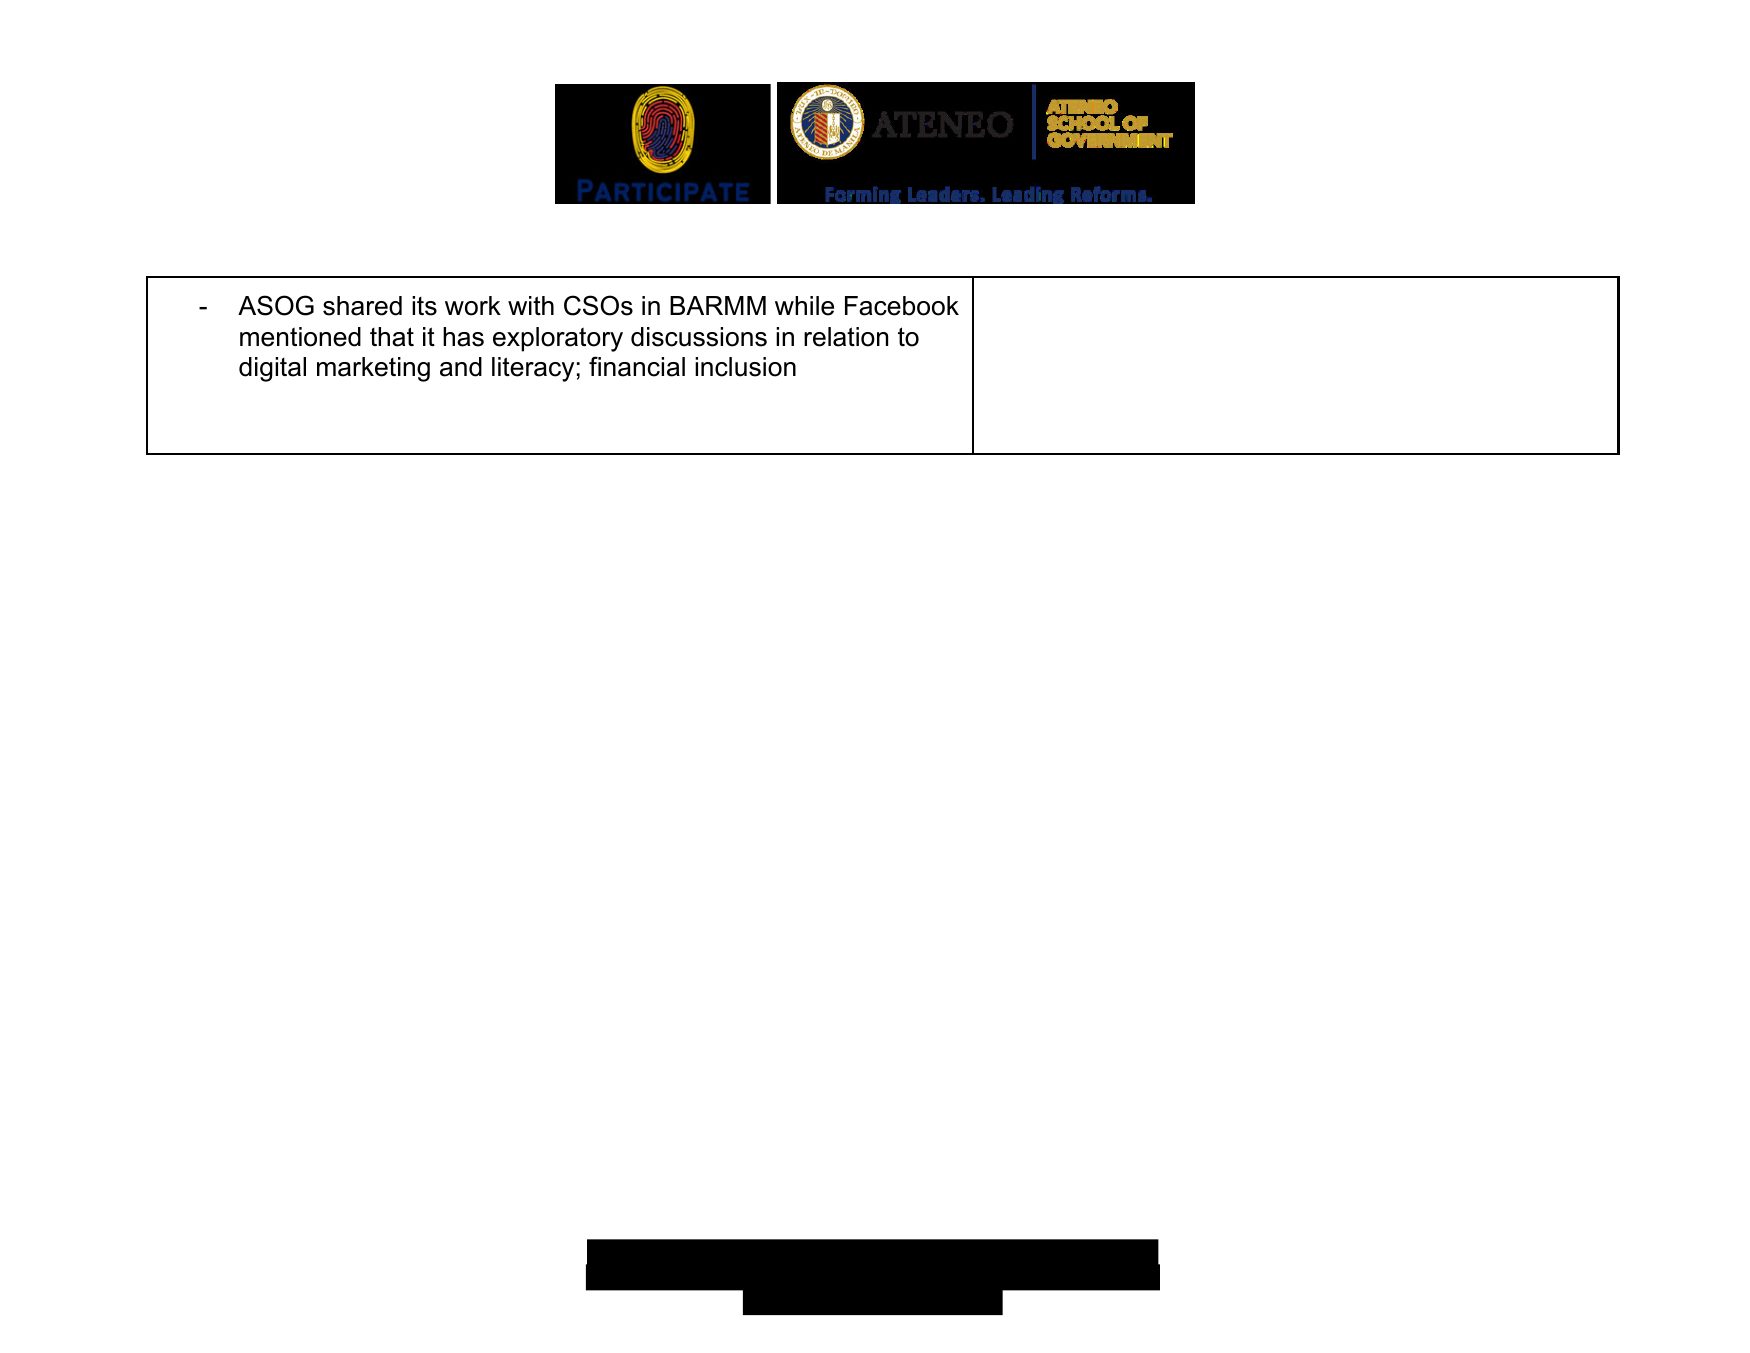 PARTICIPATE
ATENEO
ATENEO
SCHOOL OF
GOVERNMENT
Forming Leaders. Leading Reforms.
- ASOG shared its work with CSOs in BARMM while Facebook
mentioned that it has exploratory discussions in relation to
digital marketing and literacy; financial inclusion